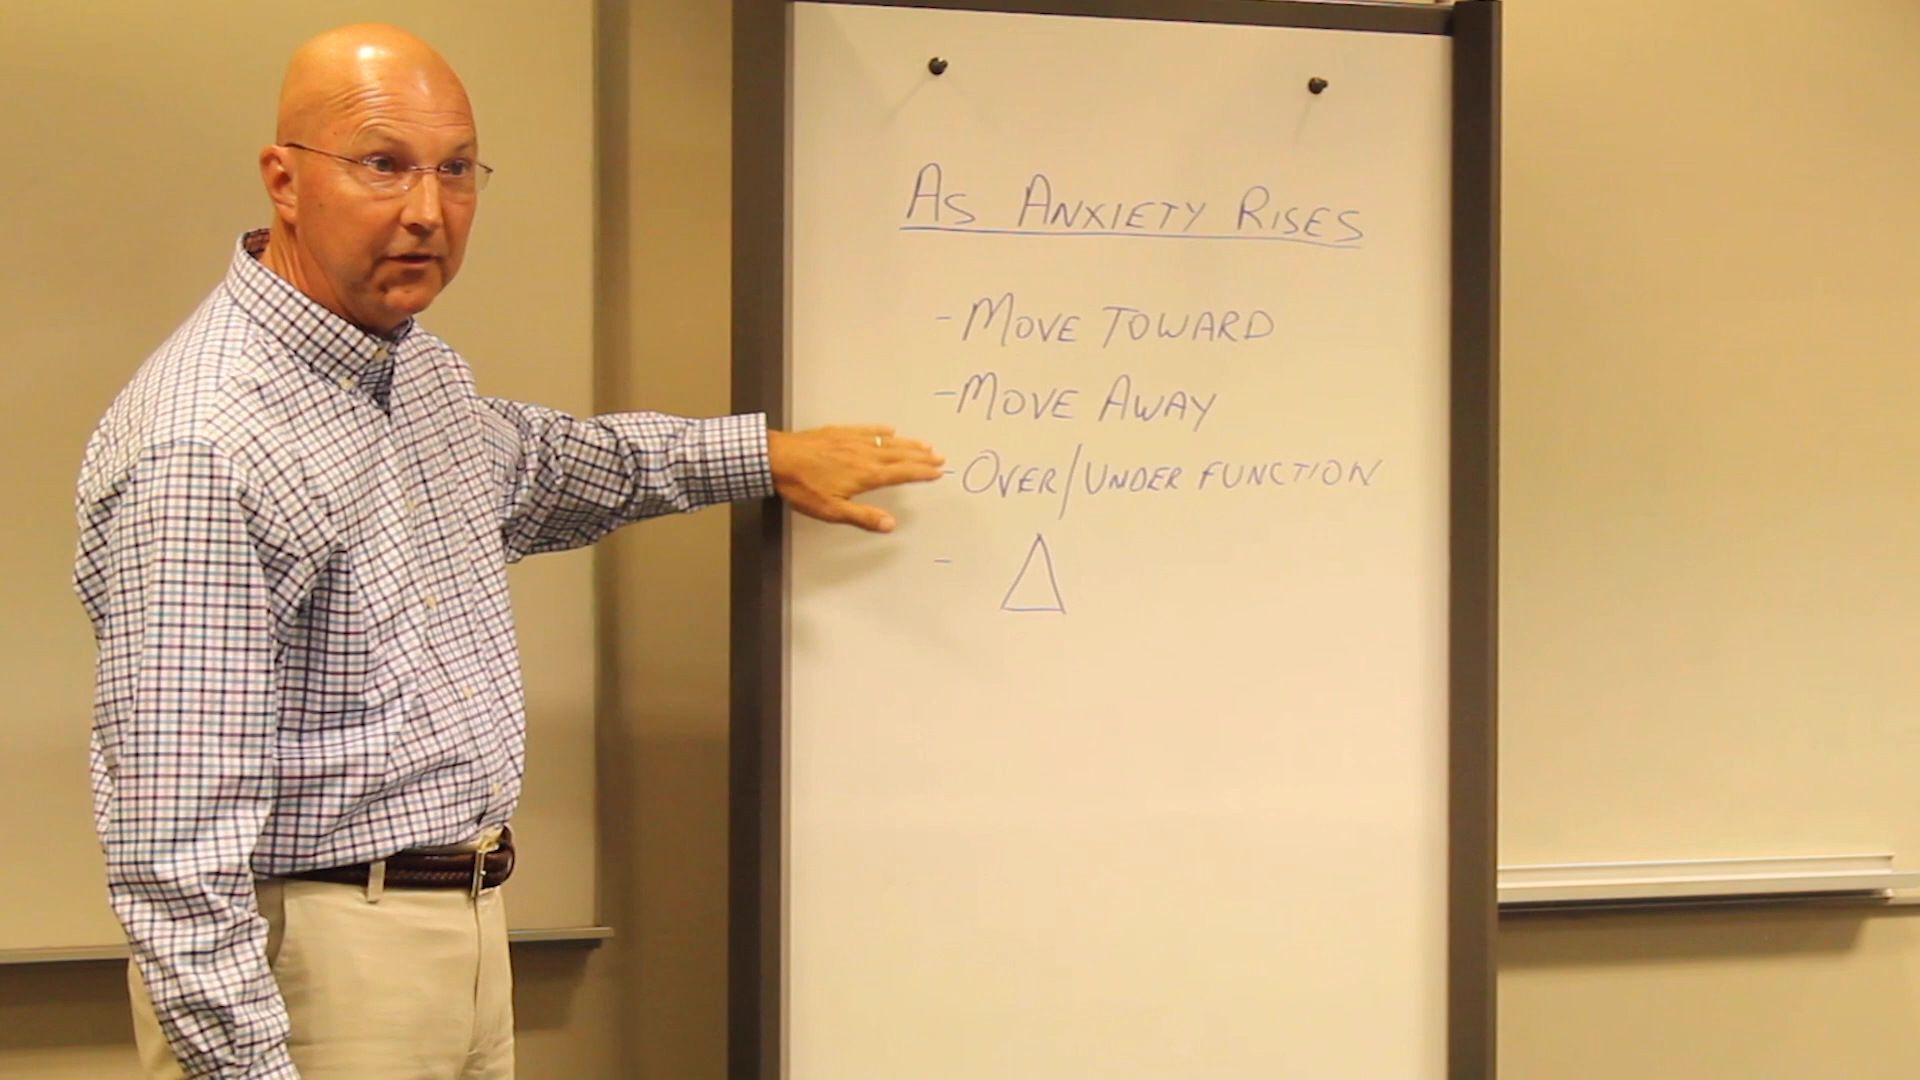 AS ANXIETY RISES
- MOVE TOWARD
- MOVE AWAY
- OVER/UNDER FUNCTION
- △